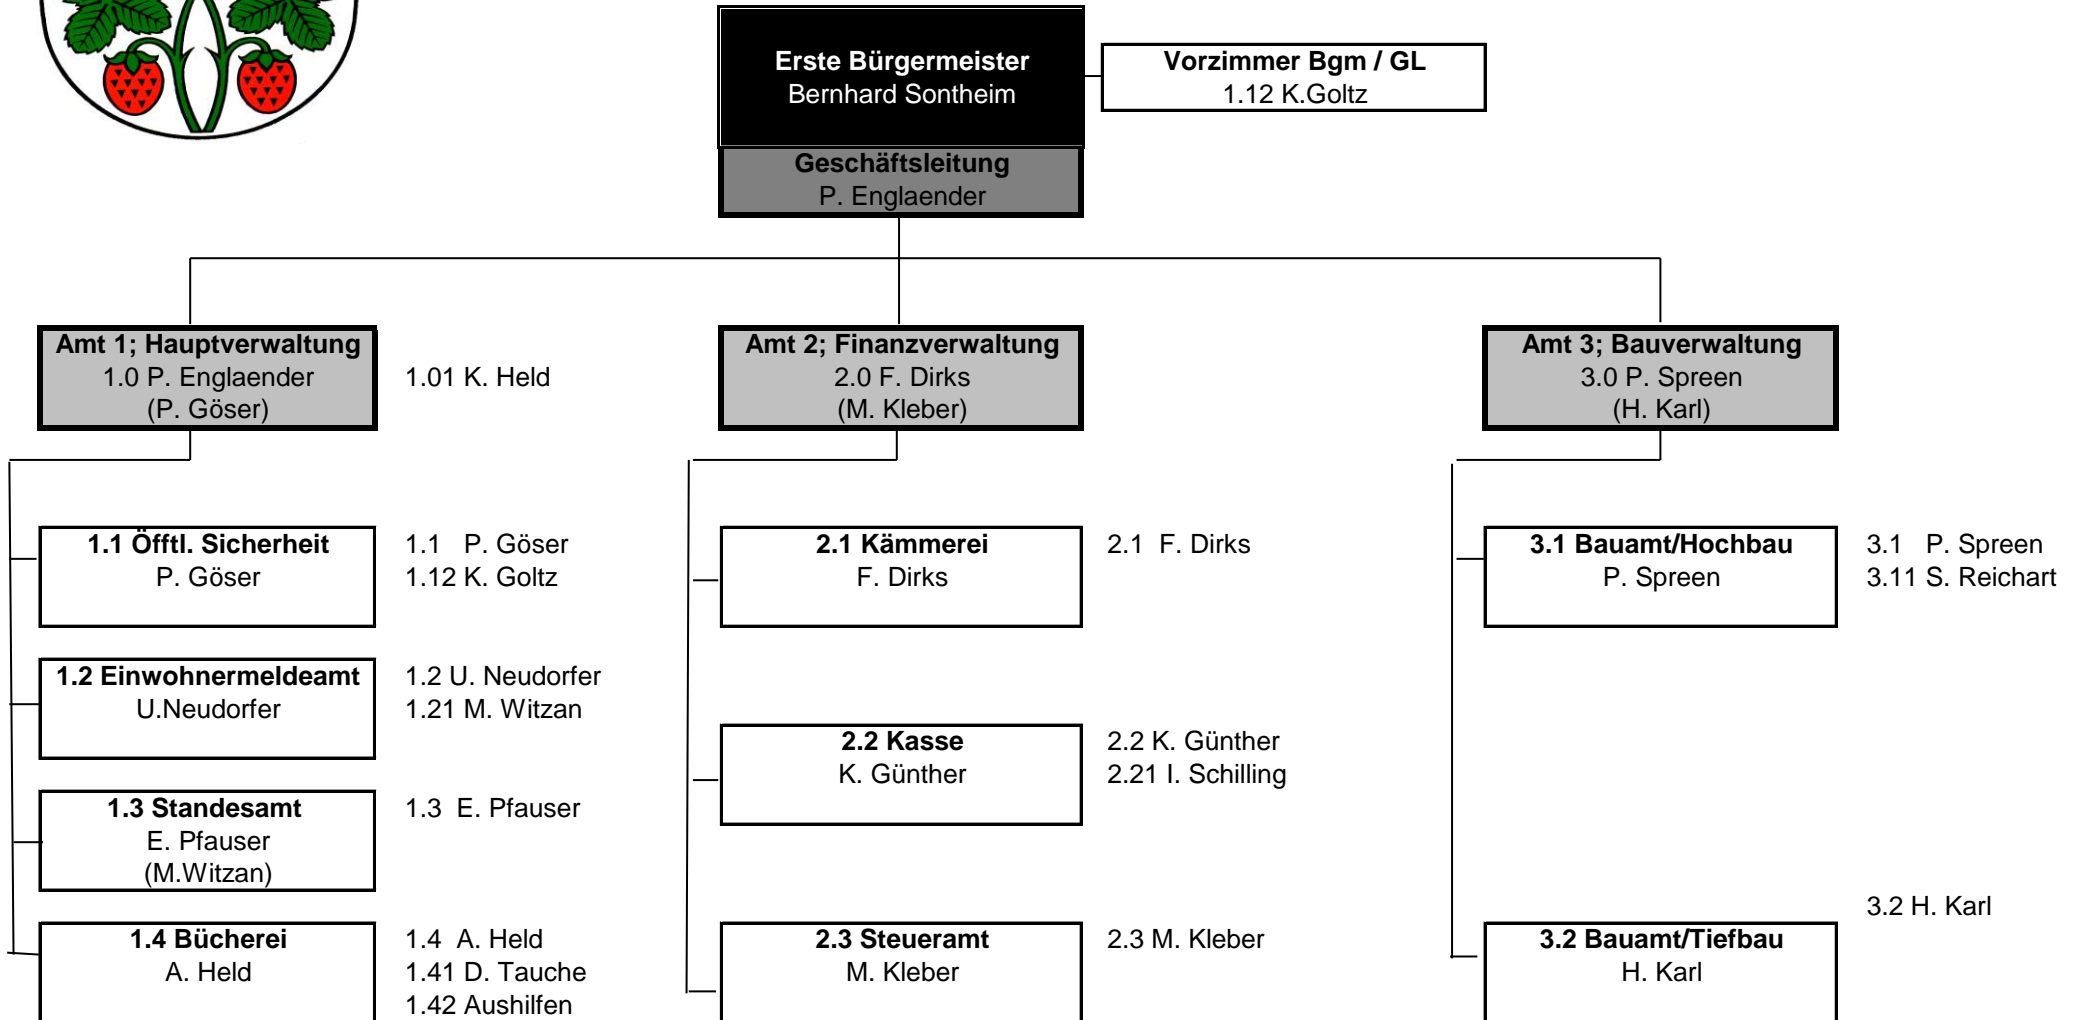 Erste Bürgermeister
Bernhard Sontheim
Vorzimmer Bgm / GL
1.12 K.Goltz
Geschäftsleitung
P. Englaender
Amt 1; Hauptverwaltung
1.0 P. Englaender
(P. Göser)
1.01 K. Held
Amt 2; Finanzverwaltung
2.0 F. Dirks
(M. Kleber)
Amt 3; Bauverwaltung
3.0 P. Spreen
(H. Karl)
1.1 Öfftl. Sicherheit
P. Göser
1.1 P. Göser
1.12 K. Goltz
2.1 Kämmerei
F. Dirks
2.1 F. Dirks
3.1 Bauamt/Hochbau
P. Spreen
3.1 P. Spreen
3.11 S. Reichart
1.2 Einwohnermeldeamt
U.Neudorfer
1.2 U. Neudorfer
1.21 M. Witzan
2.2 Kasse
K. Günther
2.2 K. Günther
2.21 I. Schilling
1.3 Standesamt
E. Pfauser
(M.Witzan)
1.3 E. Pfauser
1.4 Bücherei
A. Held
1.4 A. Held
1.41 D. Tauche
1.42 Aushilfen
2.3 Steueramt
M. Kleber
2.3 M. Kleber
3.2 H. Karl
3.2 Bauamt/Tiefbau
H. Karl